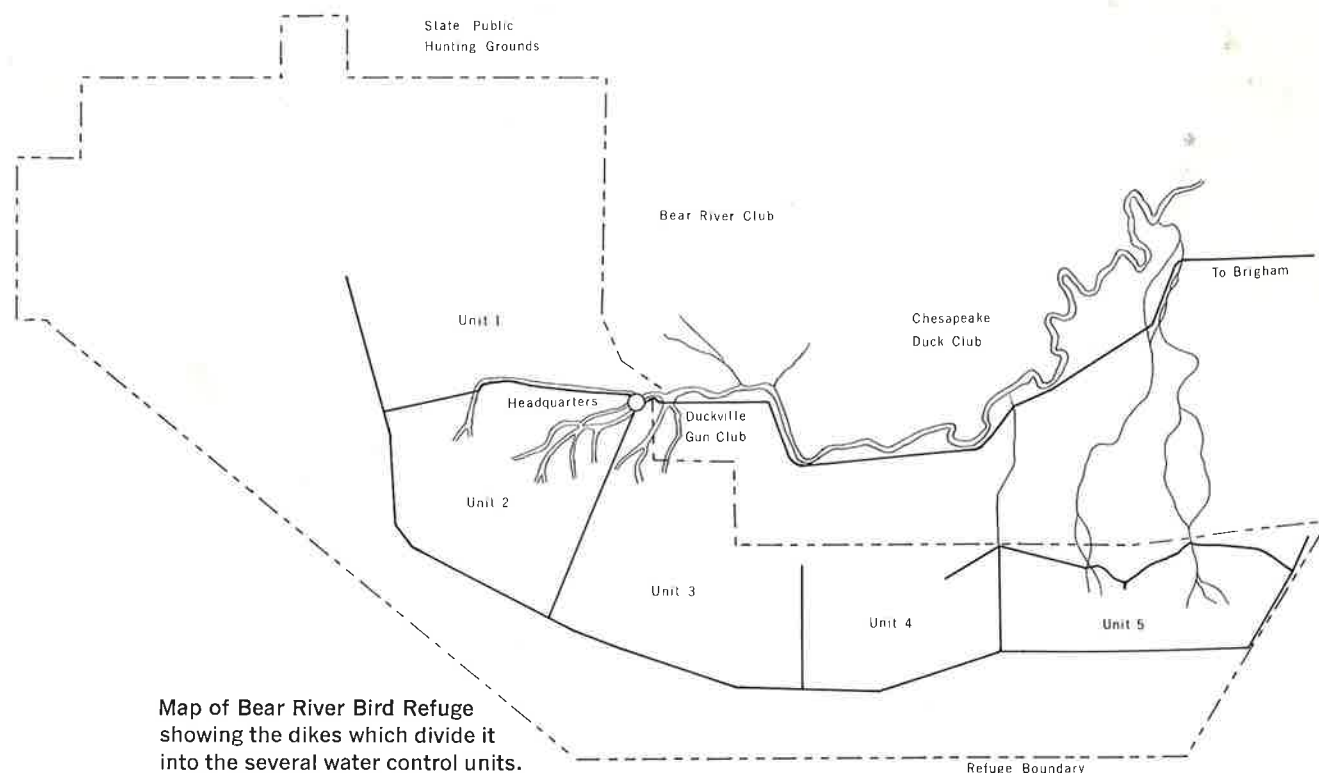 State Public
Hunting Grounds
Bear River Club
To Brigham
Unit 1
Chesapeake
Duck Club
Headquarters
Duckville
Gun Club
Unit 2
Unit 3
Unit 4
Unit 5
Map of Bear River Bird Refuge
showing the dikes which divide it
into the several water control units.
Refuge Boundary